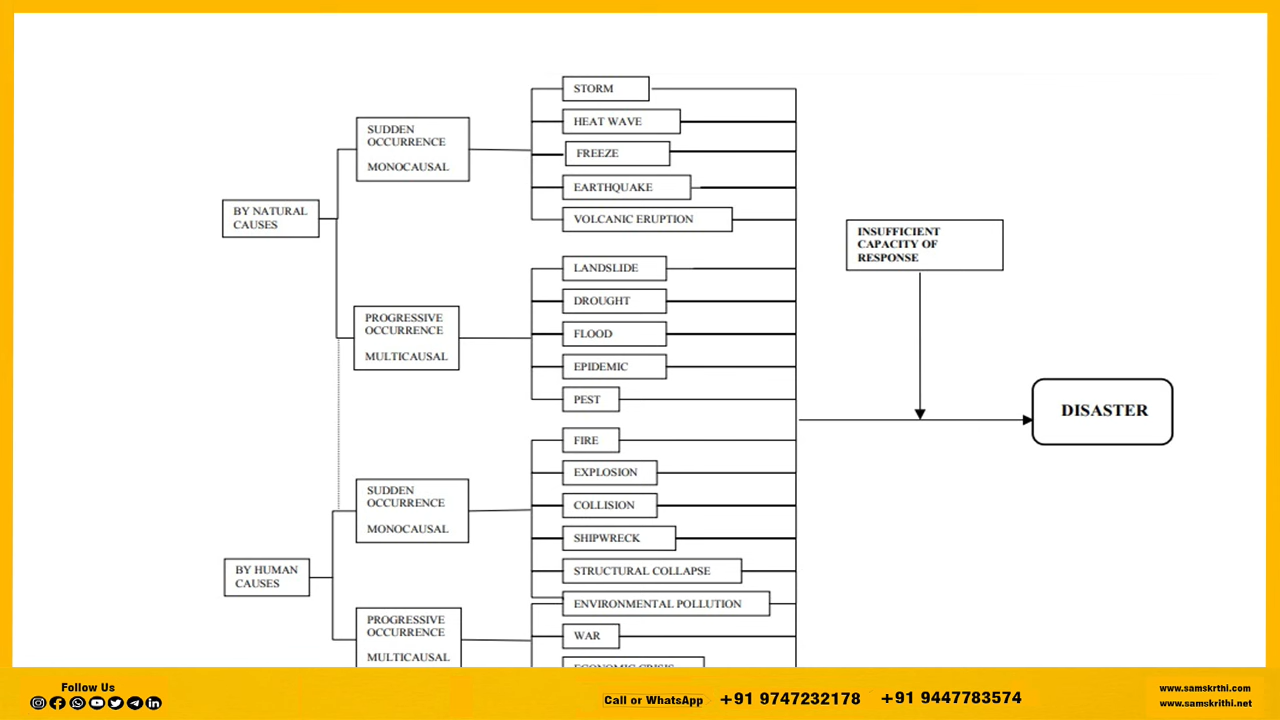 STORM
HEAT WAVE
FREEZE
EARTHQUAKE
VOLCANIC ERUPTION
SUDDEN
OCCURRENCE
MONOCAUSAL
BY NATURAL
CAUSES
PROGRESSIVE
OCCURRENCE
MULTICAUSAL
LANDSLIDE
DROUGHT
FLOOD
EPIDEMIC
PEST
INSUFFICIENT
CAPACITY OF
RESPONSE
DISASTER
FIRE
EXPLOSION
COLLISION
SHIPWRECK
STRUCTURAL COLLAPSE
SUDDEN
OCCURRENCE
MONOCAUSAL
BY HUMAN
CAUSES
PROGRESSIVE
OCCURRENCE
MULTICAUSAL
ENVIRONMENTAL POLLUTION
WAR
ECONOMIC CRISIS
Follow Us
Call or WhatsApp +91 9747232178 +91 9447783574
www.samskrthi.com
www.samskrthi.net